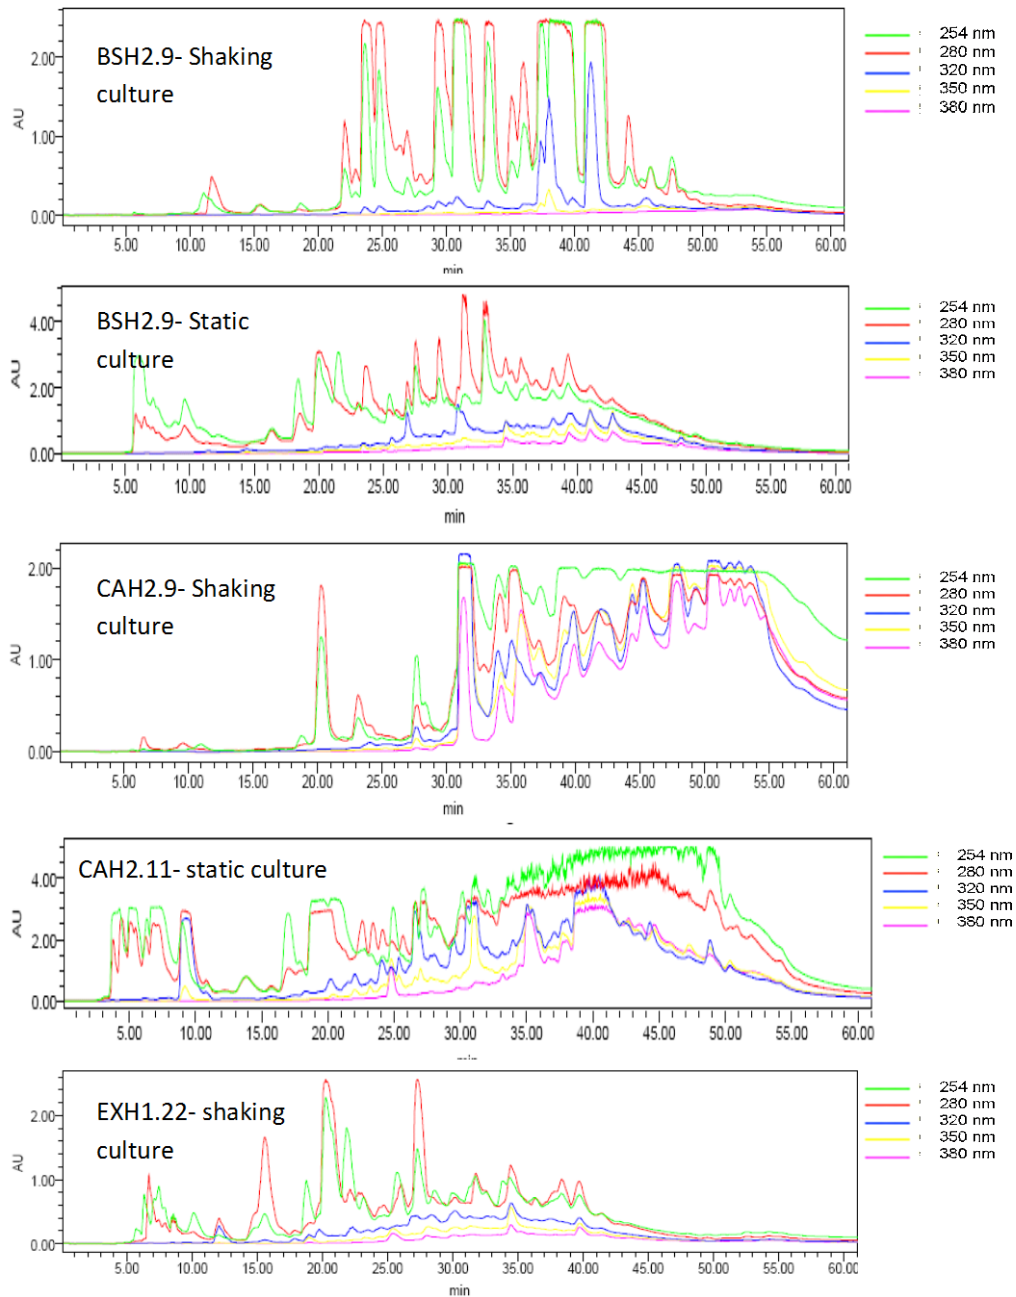 BSH2.9- Shaking
culture
AU
2.00
1.00
0.00
5.00 10.00 15.00 20.00 25.00 30.00 35.00 40.00 45.00 50.00 55.00 60.00
min
254 nm
280 nm
320 nm
350 nm
380 nm
BSH2.9- Static
culture
AU
4.00
2.00
0.00
5.00 10.00 15.00 20.00 25.00 30.00 35.00 40.00 45.00 50.00 55.00 60.00
min
254 nm
280 nm
320 nm
350 nm
380 nm
CAH2.9- Shaking
culture
AU
2.00
1.00
0.00
5.00 10.00 15.00 20.00 25.00 30.00 35.00 40.00 45.00 50.00 55.00 60.00
min
254 nm
280 nm
320 nm
350 nm
380 nm
CAH2.11- static culture
AU
4.00
2.00
0.00
5.00 10.00 15.00 20.00 25.00 30.00 35.00 40.00 45.00 50.00 55.00 60.00
254 nm
280 nm
320 nm
350 nm
380 nm
EXH1.22- shaking
culture
AU
2.00
1.00
0.00
5.00 10.00 15.00 20.00 25.00 30.00 35.00 40.00 45.00 50.00 55.00 60.00
min
254 nm
280 nm
320 nm
350 nm
380 nm